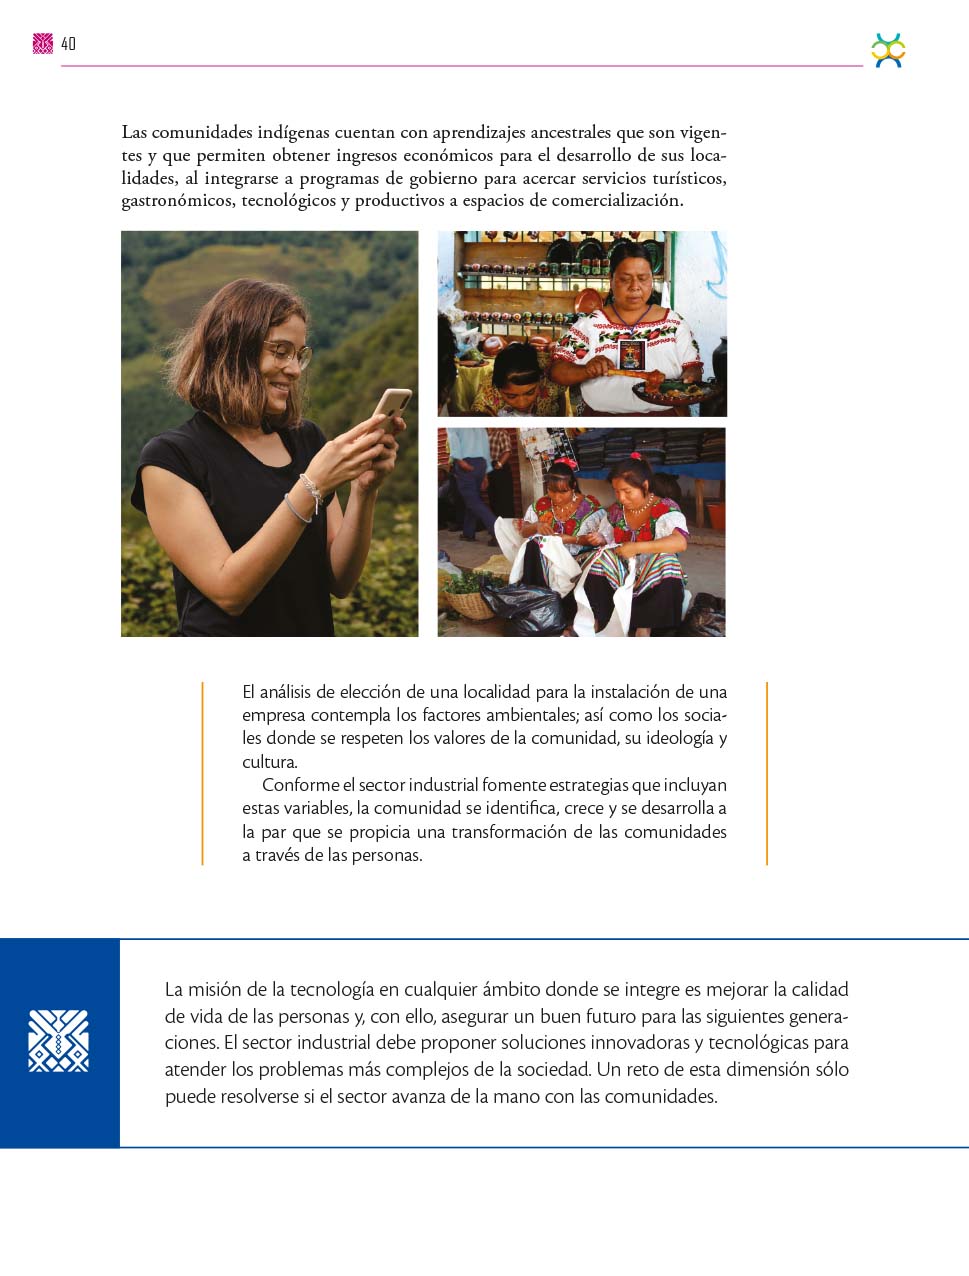 40
Las comunidades indígenas cuentan con aprendizajes ancestrales que son vigen-
tes y que permiten obtener ingresos económicos para el desarrollo de sus loca-
lidades, al integrarse a programas de gobierno para acercar servicios turísticos,
gastronómicos, tecnológicos y productivos a espacios de comercialización.
El análisis de elección de una localidad para la instalación de una
empresa contempla los factores ambientales; así como los socia-
les donde se respeten los valores de la comunidad, su ideología y
cultura.
Conforme el sector industrial fomente estrategias que incluyan
estas variables, la comunidad se identifica, crece y se desarrolla a
la par que se propicia una transformación de las comunidades
a través de las personas.
La misión de la tecnología en cualquier ámbito donde se integre es mejorar la calidad
de vida de las personas y, con ello, asegurar un buen futuro para las siguientes genera-
ciones. El sector industrial debe proponer soluciones innovadoras y tecnológicas para
atender los problemas más complejos de la sociedad. Un reto de esta dimensión sólo
puede resolverse si el sector avanza de la mano con las comunidades.